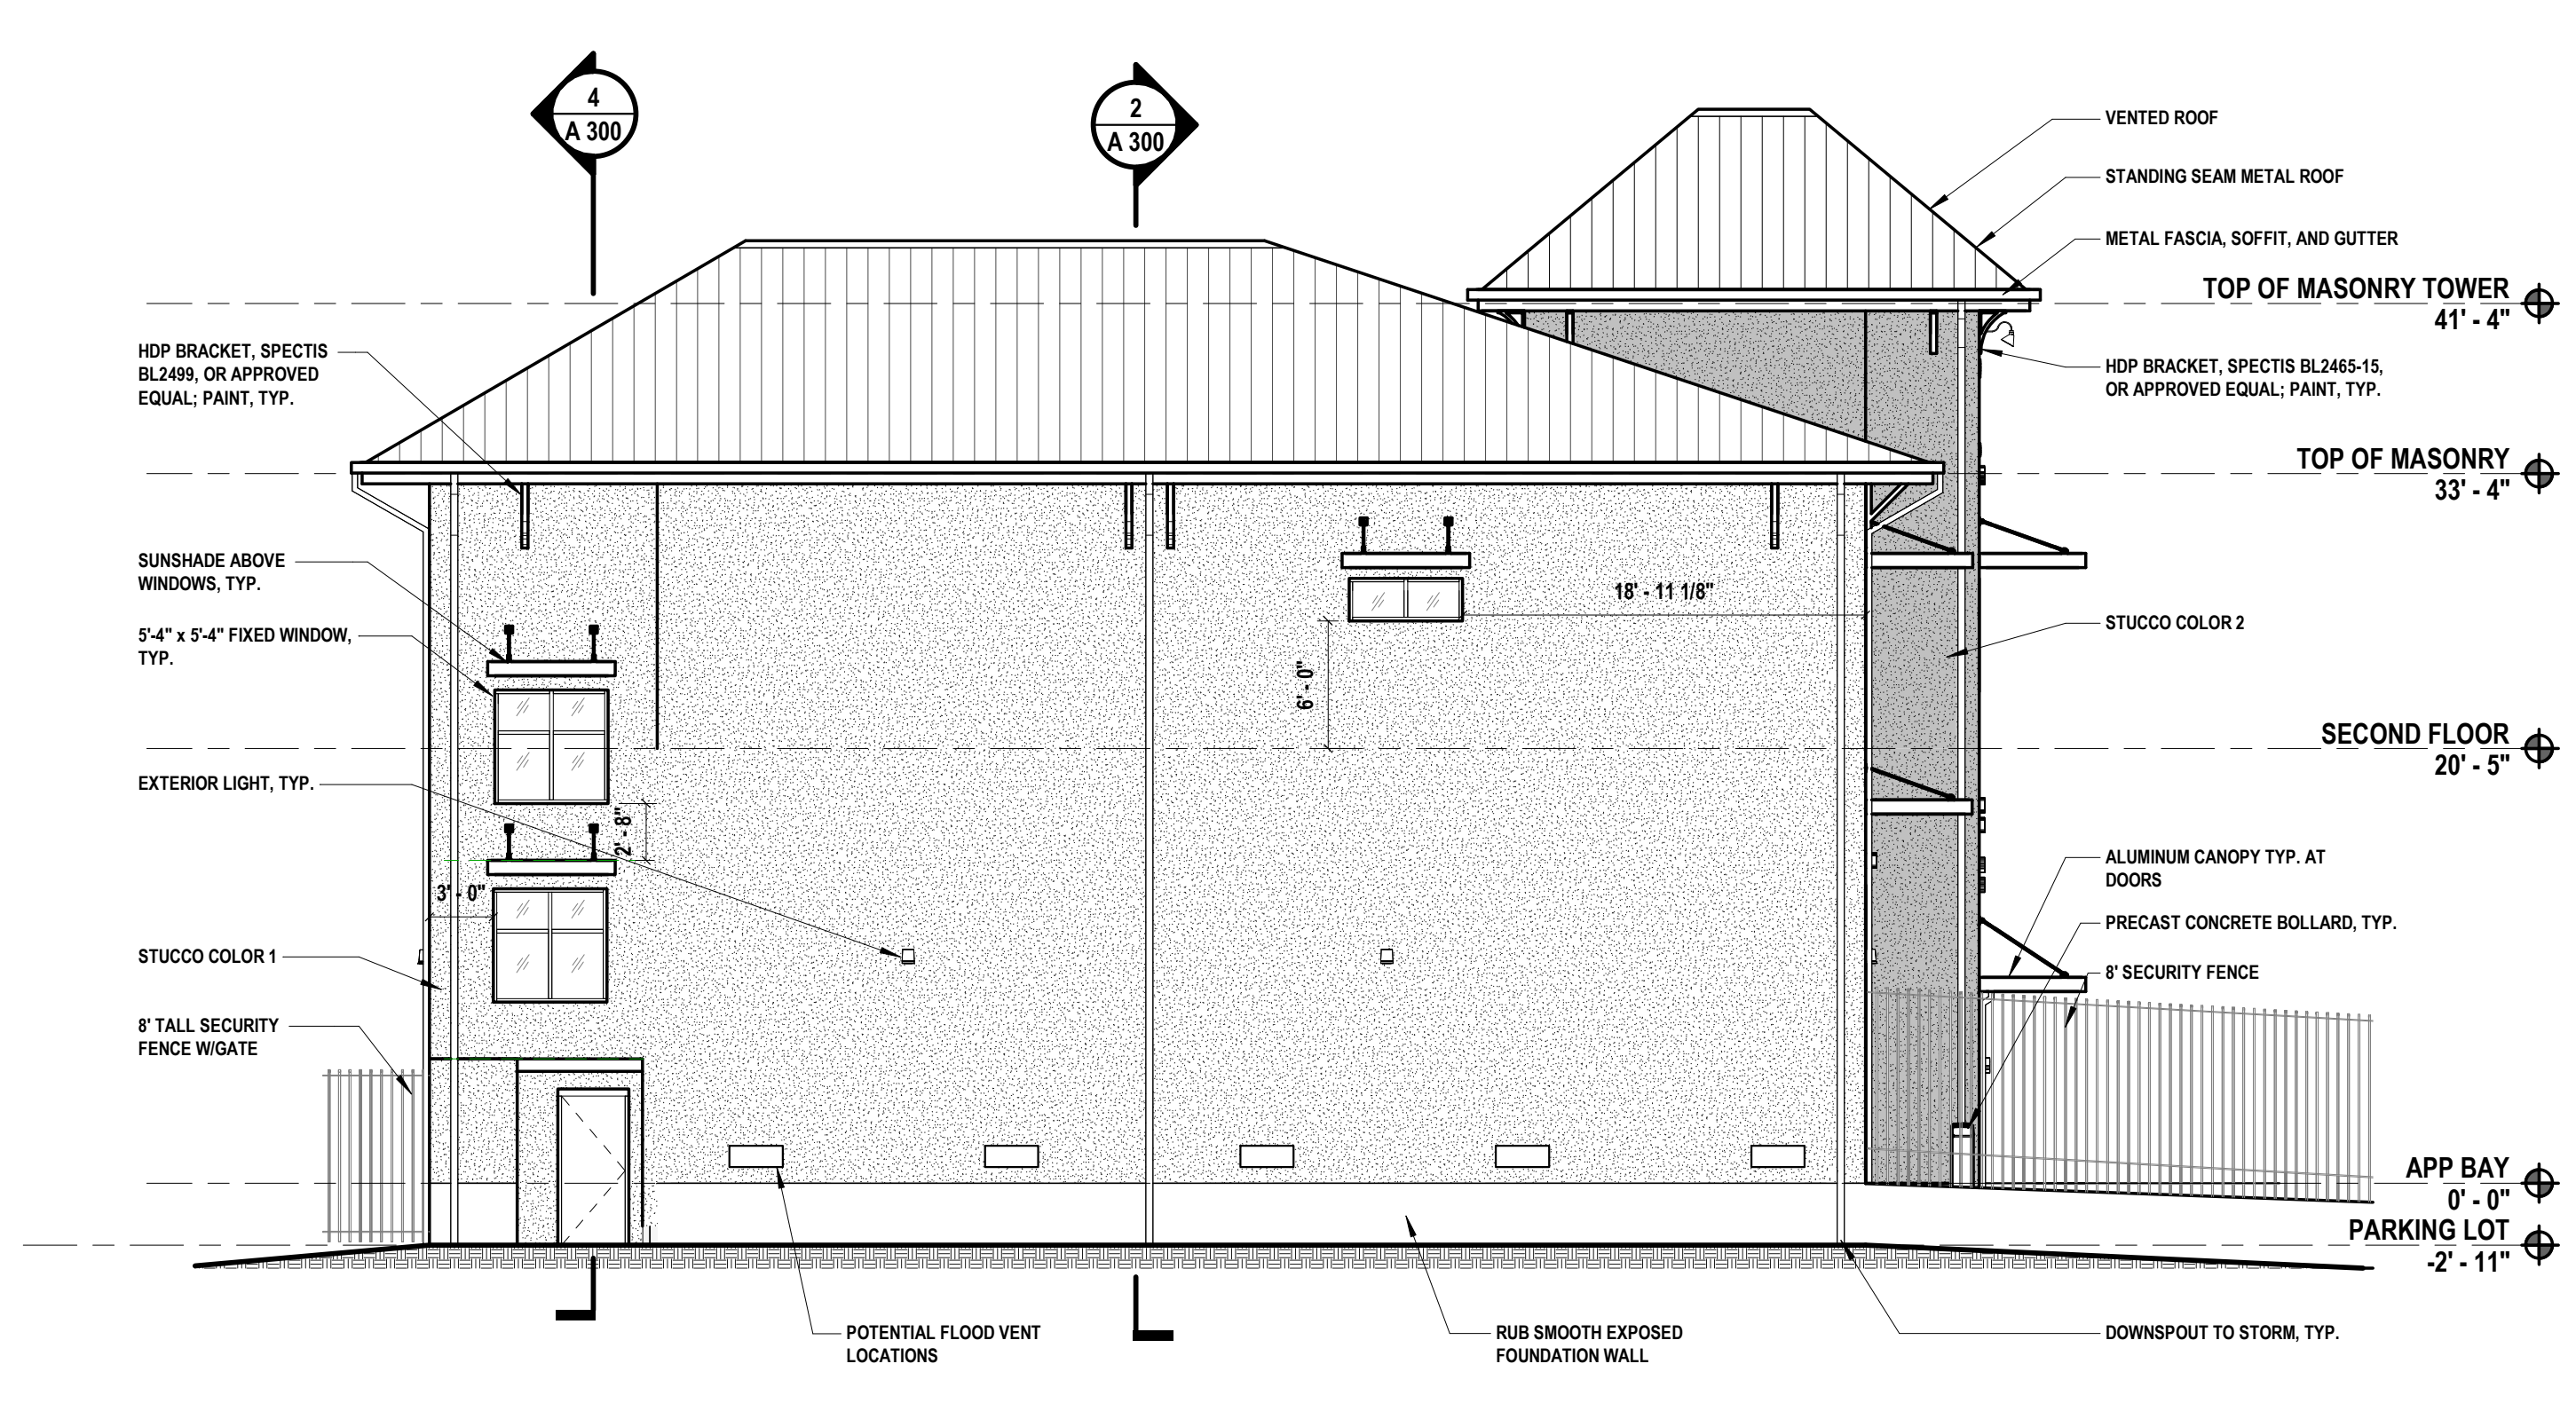 4
A 300
2
A 300
VENTED ROOF
STANDING SEAM METAL ROOF
METAL FASCIA, SOFFIT, AND GUTTER
TOP OF MASONRY TOWER
41' - 4"
HDP BRACKET, SPECTIS
BL2499, OR APPROVED
EQUAL; PAINT, TYP.
HDP BRACKET, SPECTIS BL2465-15,
OR APPROVED EQUAL; PAINT, TYP.
TOP OF MASONRY
33' - 4"
SUNSHADE ABOVE
WINDOWS, TYP.
18' - 11 1/8"
5'-4" x 5'-4" FIXED WINDOW,
TYP.
STUCCO COLOR 2
6' - 0"
SECOND FLOOR
20' - 5"
EXTERIOR LIGHT, TYP.
2' - 8"
3' - 0"
ALUMINUM CANOPY TYP. AT
DOORS
PRECAST CONCRETE BOLLARD, TYP.
STUCCO COLOR 1
8' SECURITY FENCE
8' TALL SECURITY
FENCE W/GATE
APP BAY
0' - 0"
PARKING LOT
-2' - 11"
POTENTIAL FLOOD VENT
LOCATIONS
RUB SMOOTH EXPOSED
FOUNDATION WALL
DOWNSPOUT TO STORM, TYP.